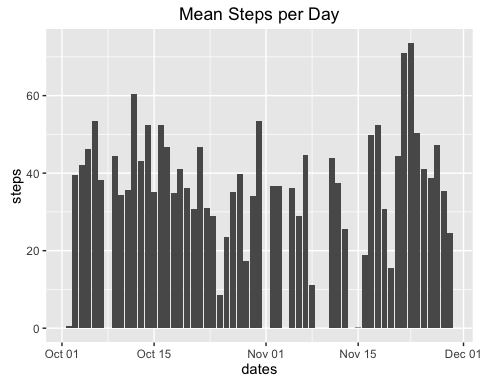 Mean Steps per Day
steps
60
40
20
0
Oct 01 Oct 15 Nov 01 Nov 15 Dec 01
dates